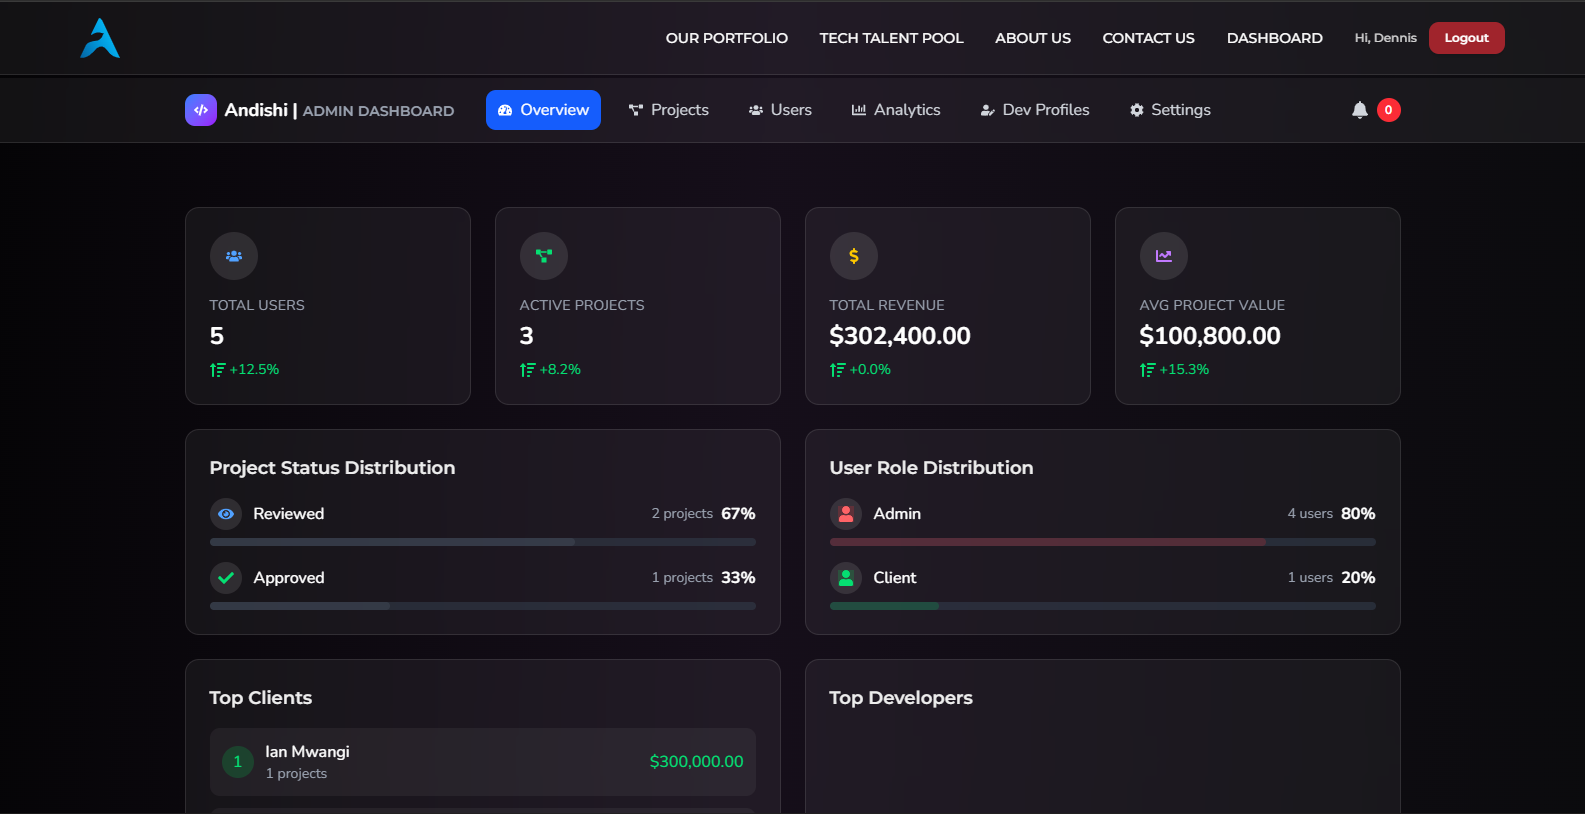 OUR PORTFOLIO TECH TALENT POOL ABOUT US CONTACT US DASHBOARD Hi, Dennis Logout
Andishi | ADMIN DASHBOARD Overview Projects Users Analytics Dev Profiles Settings 0
TOTAL USERS
5
+12.5%
ACTIVE PROJECTS
3
+8.2%
TOTAL REVENUE
$302,400.00
+0.0%
AVG PROJECT VALUE
$100,800.00
+15.3%
Project Status Distribution
Reviewed 2 projects 67%
Approved 1 projects 33%
User Role Distribution
Admin 4 users 80%
Client 1 users 20%
Top Clients
1 Ian Mwangi $300,000.00
1 projects
Top Developers